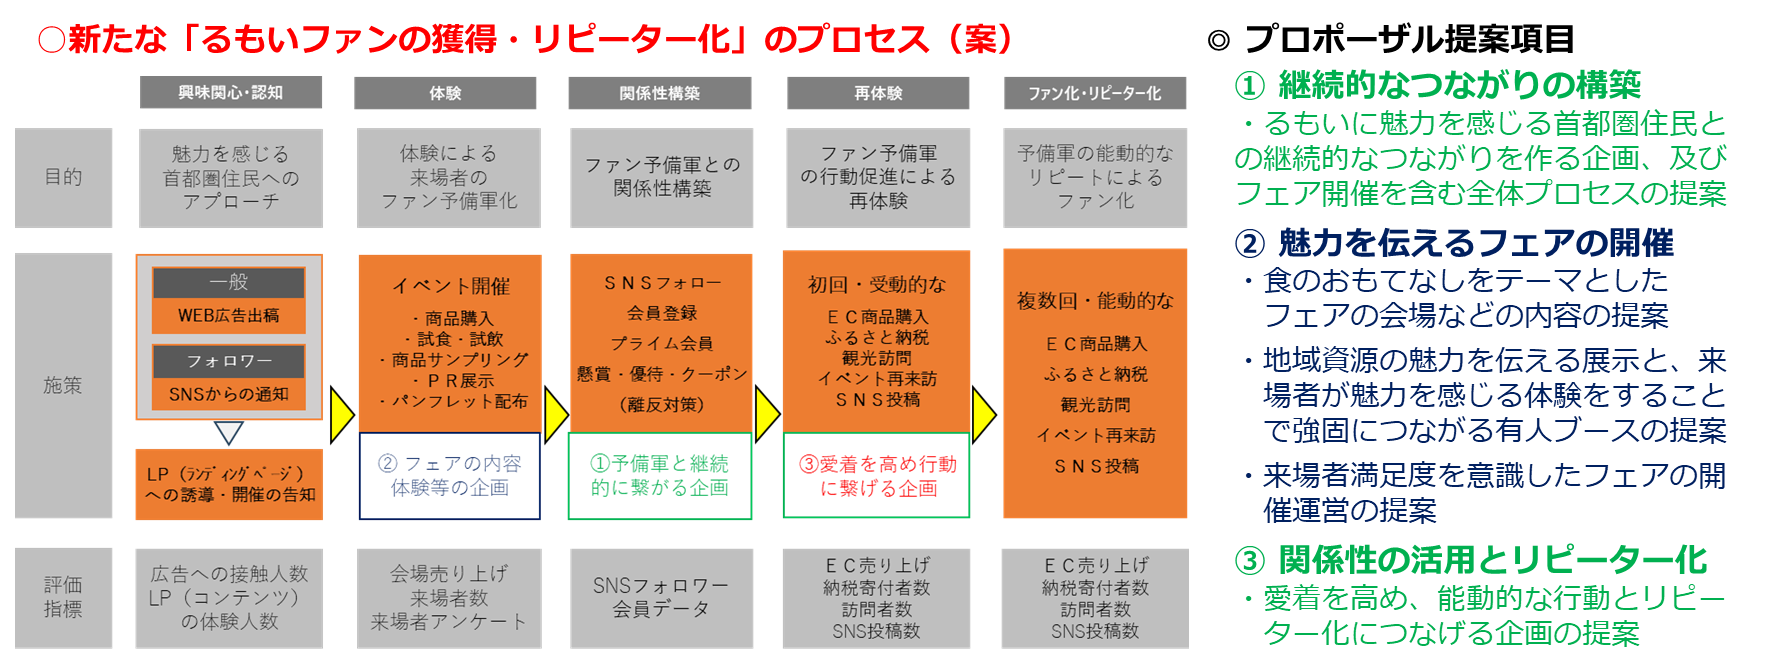 ○新たな「るもいファンの獲得・リピーター化」のプロセス（案）
興味関心・認知
体験
関係性構築
再体験
ファン化・リピーター化
目的
魅力を感じる
首都圏住民への
アプローチ
体験による
来場者の
ファン予備軍化
ファン予備軍との
関係性構築
ファン予備軍
の行動促進による
再体験
予備軍の能動的な
リピートによる
ファン化
施策
一般
WEB広告出稿
フォロワー
SNSからの通知
LP（ﾗﾝﾃﾞｨﾝｸﾞﾍﾟｰｼﾞ）
への誘導・開催の告知
イベント開催
・商品購入
・試食・試飲
・商品サンプリング
・ＰＲ展示
・パンフレット配布
② フェアの内容
体験等の企画
ＳＮＳフォロー
会員登録
プライム会員
懸賞・優待・クーポン
（離反対策）
①予備軍と継続
的に繋がる企画
初回・受動的な
ＥＣ商品購入
ふるさと納税
観光訪問
イベント再来訪
ＳＮＳ投稿
③愛着を高め行動
に繋げる企画
複数回・能動的な
ＥＣ商品購入
ふるさと納税
観光訪問
イベント再来訪
ＳＮＳ投稿
評価
指標
広告への接触人数
LP（コンテンツ）
の体験人数
会場売り上げ
来場者数
来場者アンケート
SNSフォロワー
会員データ
ＥＣ売り上げ
納税寄付者数
訪問者数
SNS投稿数
ＥＣ売り上げ
納税寄付者数
訪問者数
SNS投稿数
◎ プロポーザル提案項目
① 継続的なつながりの構築
・るもいに魅力を感じる首都圏住民と
の継続的なつながりを作る企画、及び
フェア開催を含む全体プロセスの提案
② 魅力を伝えるフェアの開催
・食のおもてなしをテーマとした
フェアの会場などの内容の提案
・地域資源の魅力を伝える展示と、来
場者が魅力を感じる体験をすること
で強固につながる有人ブースの提案
・来場者満足度を意識したフェアの開
催運営の提案
③ 関係性の活用とリピーター化
・愛着を高め、能動的な行動とリピー
ター化につなげる企画の提案